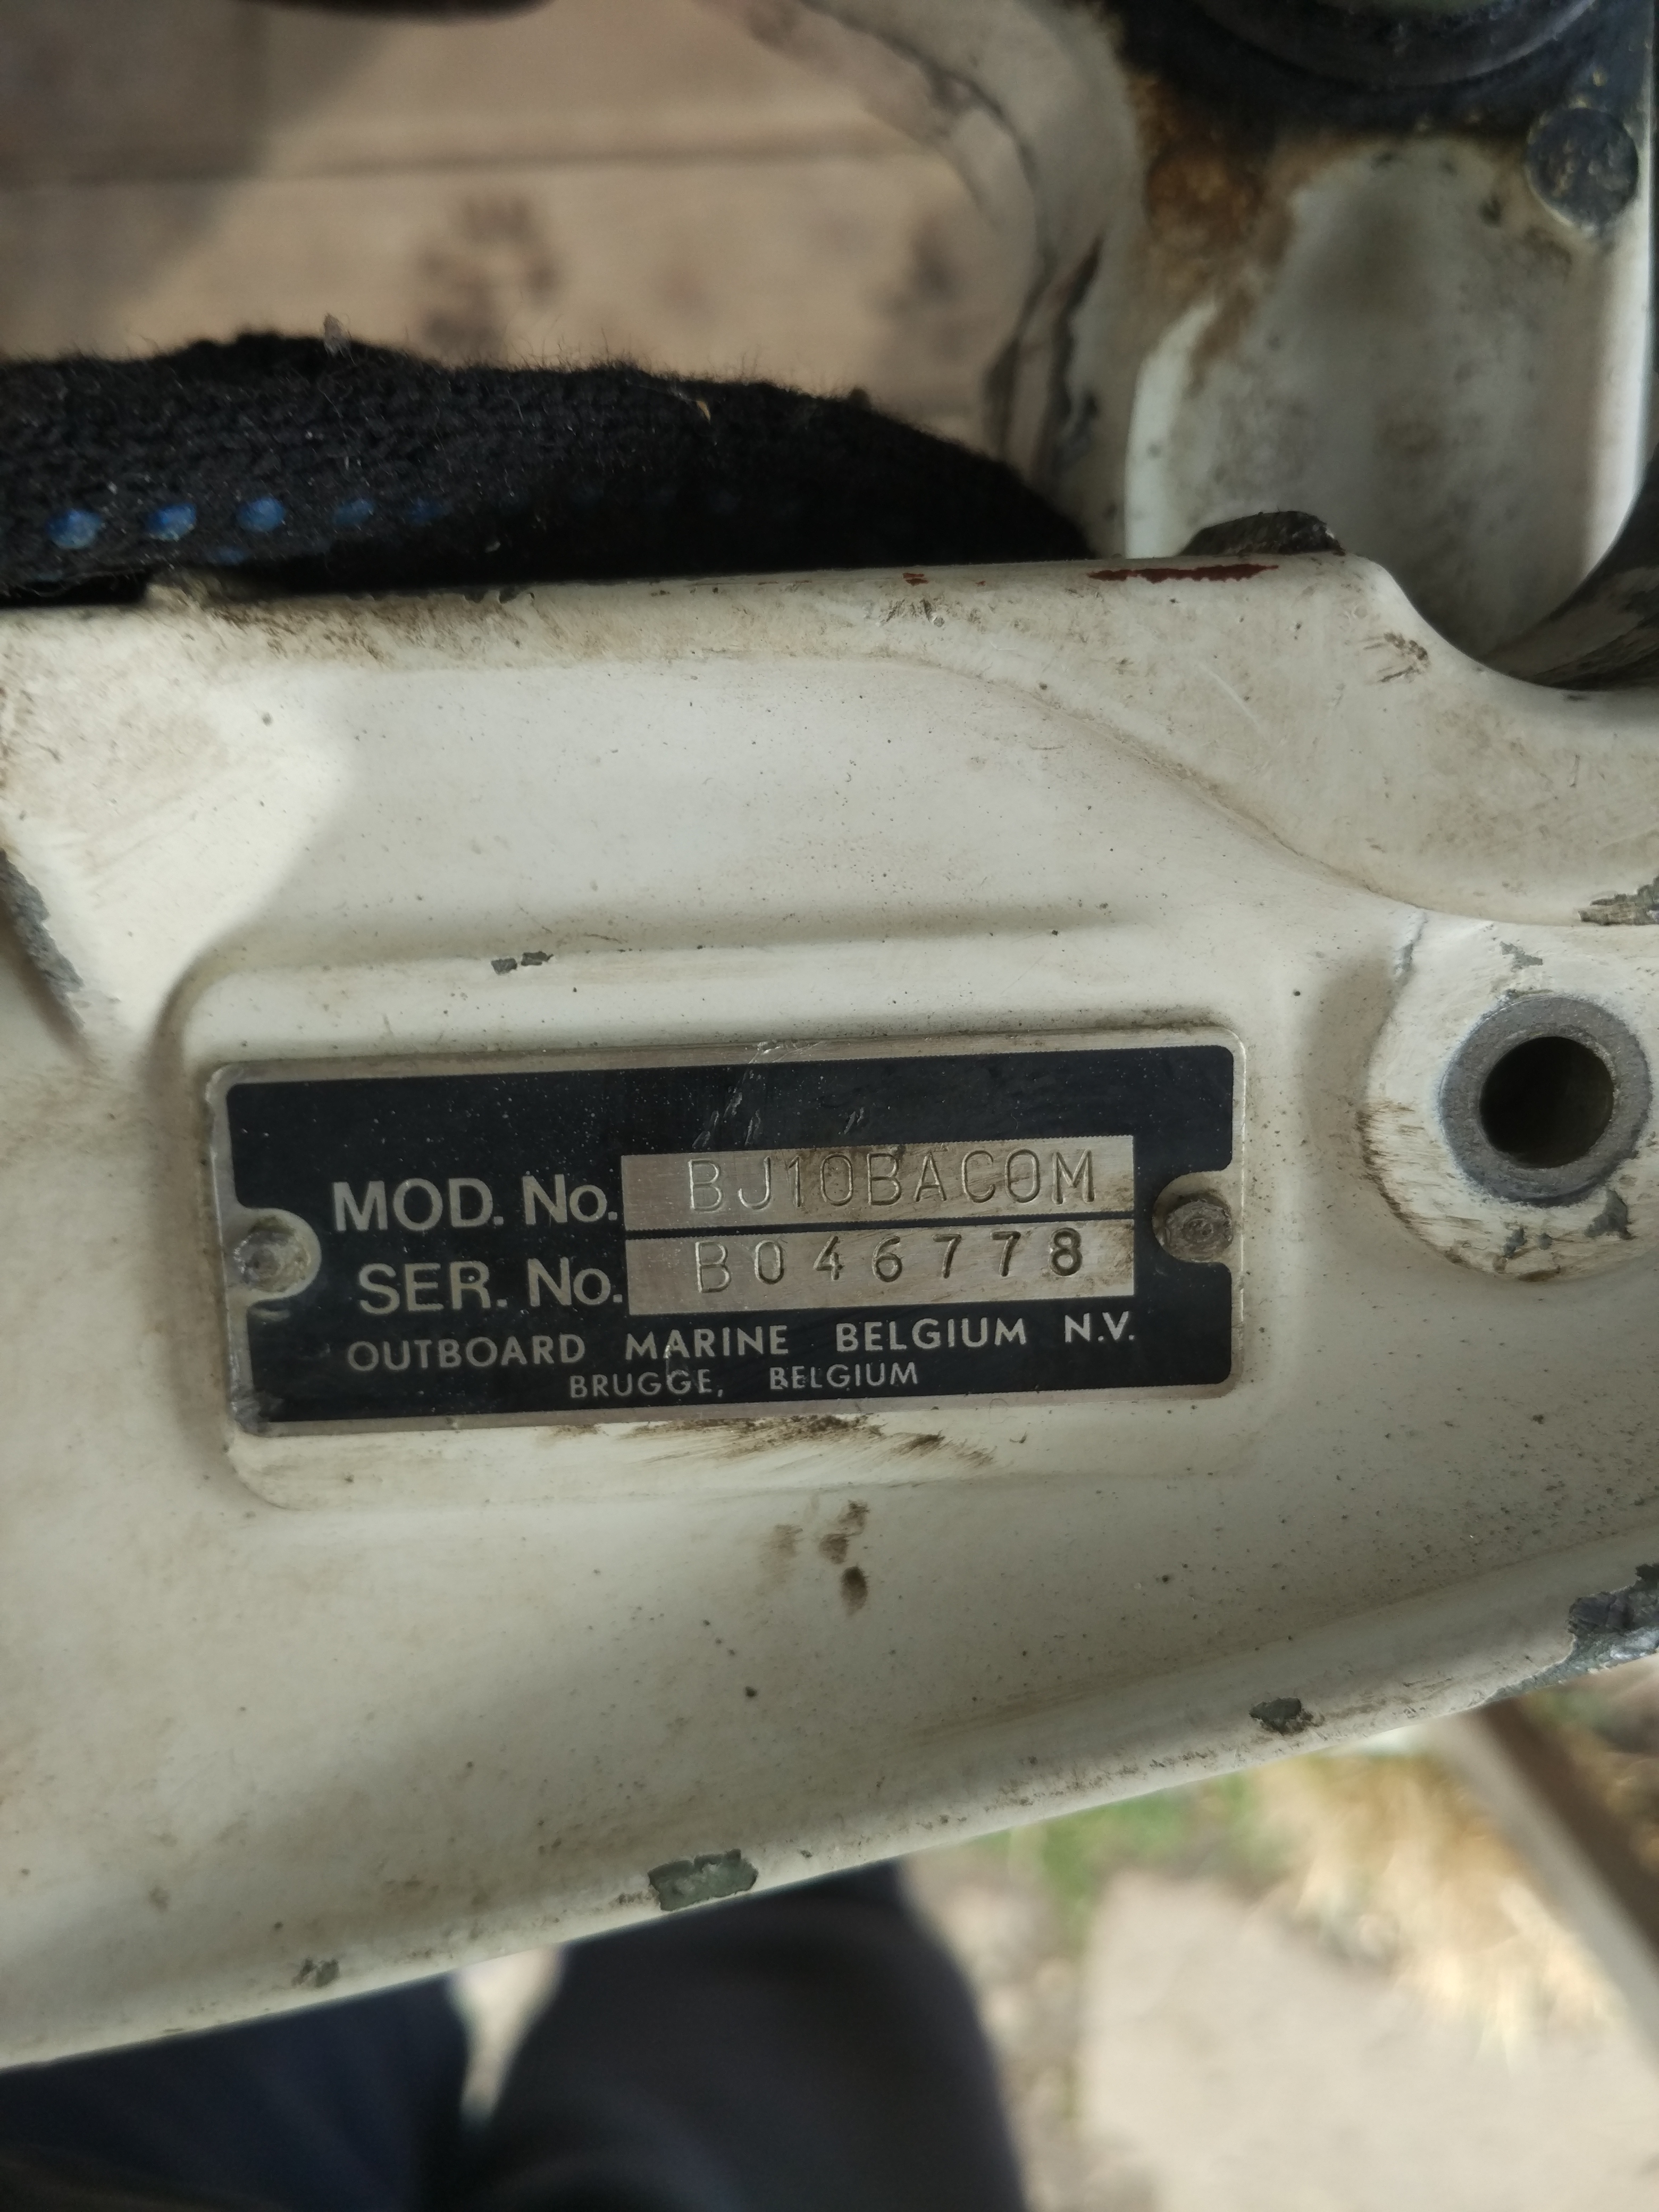 MOD. No. BJ10BACOM
SER. No. B046778
OUTBOARD MARINE BELGIUM N.V.
BRUGGE, BELGIUM